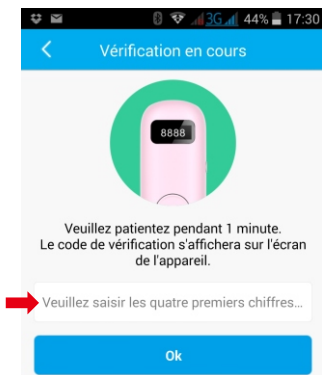 3G 44% 17:30
Vérification en cours
8888
Veuillez patientez pendant 1 minute.
Le code de vérification s'affichera sur l'écran
de l'appareil.
Veuillez saisir les quatre premiers chiffres...
Ok